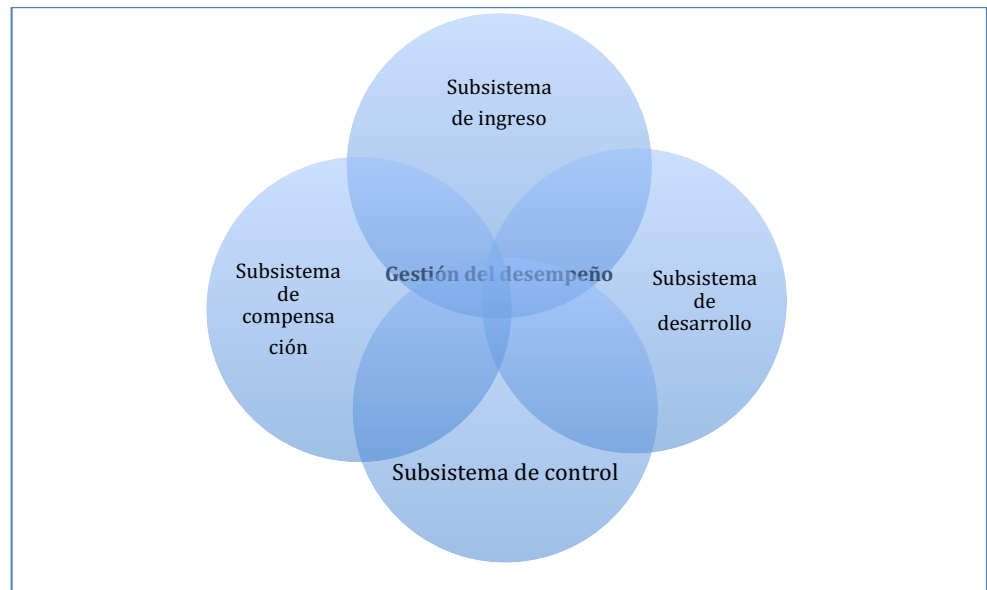 Subsistema
de ingreso
Gestión del desempeño
Subsistema
de
compensa
ción
Subsistema
de
desarrollo
Subsistema de control